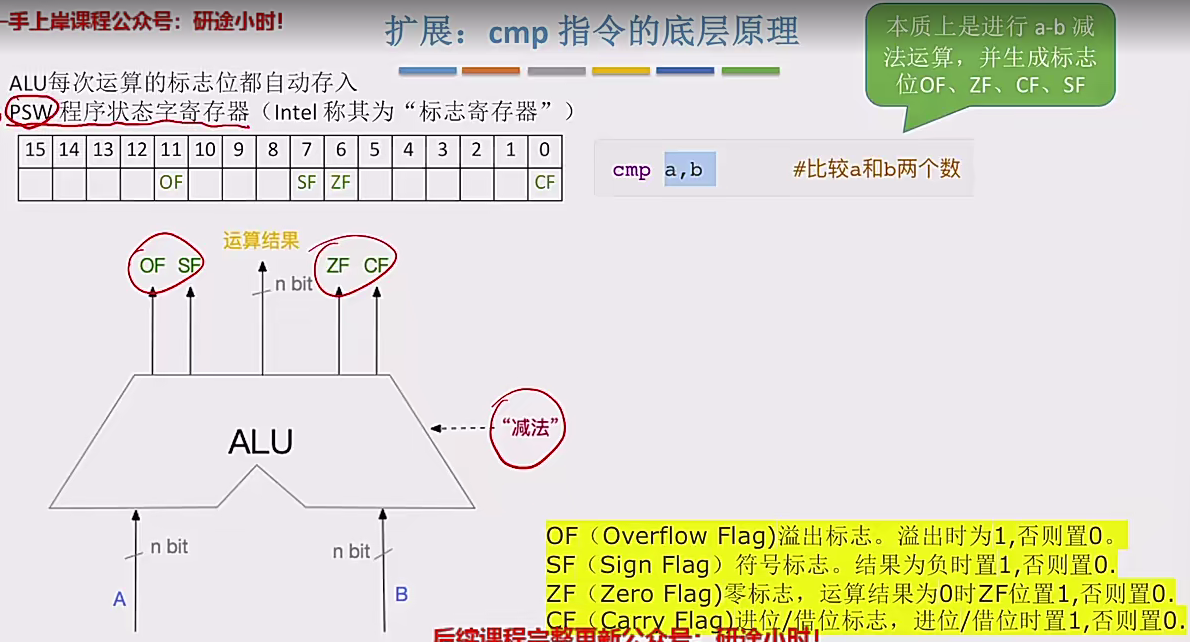 手上岸课程公众号：研途小时!
扩展：cmp 指令的底层原理
本质上是进行 a-b 减
法运算，并生成标志
位OF、ZF、CF、SF
ALU每次运算的标志位都自动存入
PSW程序状态字寄存器（Intel 称其为“标志寄存器”）
15 14 13 12 11 10 9 8 7 6 5 4 3 2 1 0
OF SF ZF CF
cmp a,b #比较a和b两个数
运算结果
OF SF ZF CF
n bit
“减法”
ALU
n bit n bit
A B
OF（Overflow Flag)溢出标志。溢出时为1,否则置0。
SF（Sign Flag）符号标志。结果为负时置1,否则置0.
ZF（Zero Flag)零标志，运算结果为0时ZF位置1,否则置0.
CF（Carry Flag)进位/借位标志，进位/借位时置1,否则置0.
后续课程完整更新公众号：研途小时!